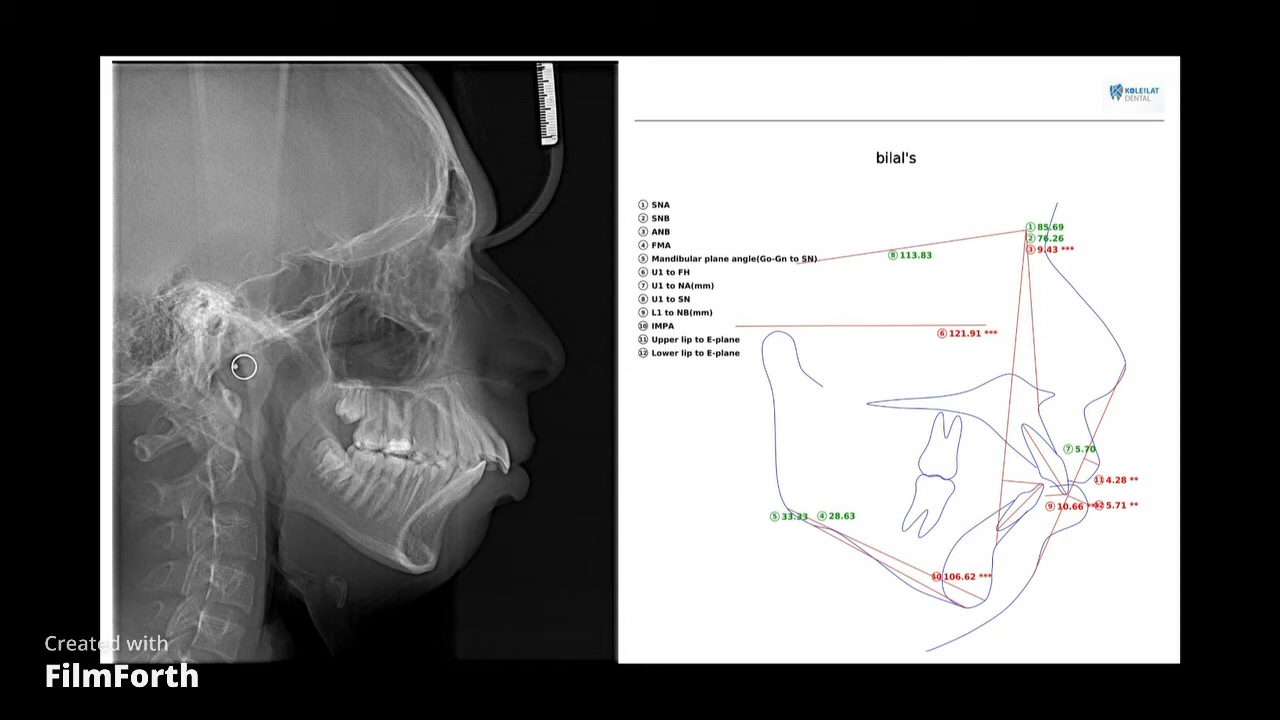 KOLEILAT
DENTAL
bilal's
① SNA
② SNB
③ ANB
④ FMA
⑤ Mandibular plane angle(Go-Gn to SN)
⑥ U1 to FH
⑦ U1 to NA(mm)
⑧ U1 to SN
⑨ L1 to NB(mm)
⑩ IMPA
⑪ Upper lip to E-plane
⑫ Lower lip to E-plane
① 85.69
② 76.26
③ 9.43 ***
⑧ 113.83
⑥ 121.91 ***
⑦ 5.70
⑪ 4.28 **
⑨ 10.66 ***
⑫ 5.71 **
⑤ 33.33
④ 28.63
⑩ 106.62 ***
Created with
FilmForth